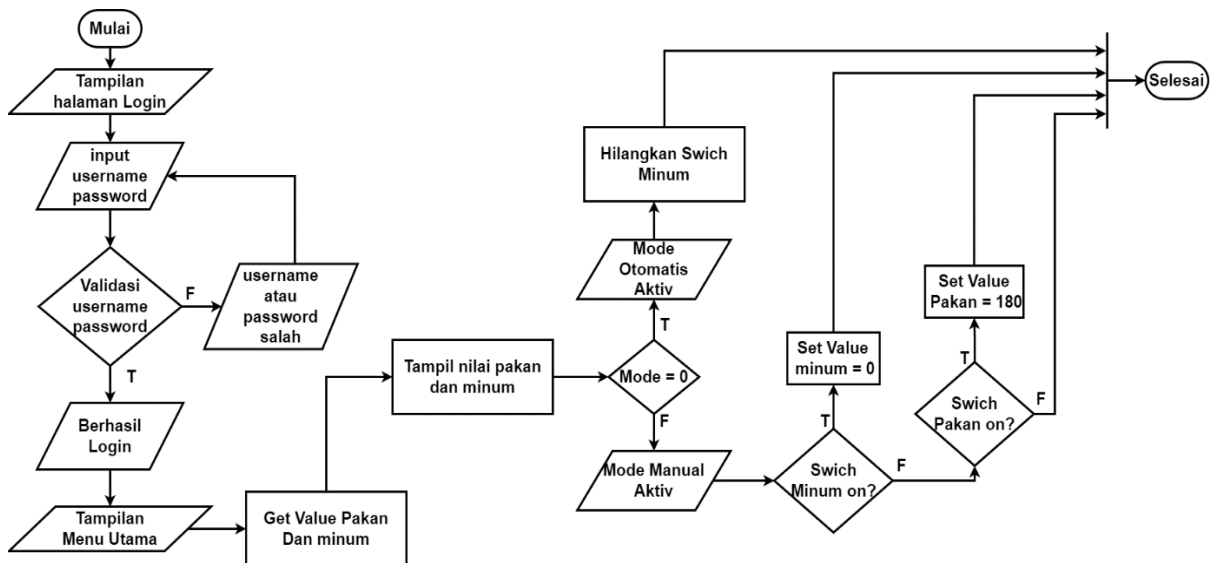 Mulai
Tampilan
halaman Login
input
username
password
Validasi
username
password
F
username
atau
password
salah
T
Berhasil
Login
Tampilan
Menu Utama
Get Value Pakan
Dan minum
Tampil nilai pakan
dan minum
Mode = 0
T
Mode
Otomatis
Aktiv
Hilangkan Swich
Minum
F
Mode Manual
Aktiv
Swich
Minum on?
T
Set Value
minum = 0
F
Swich
Pakan on?
T
Set Value
Pakan = 180
F
Selesai